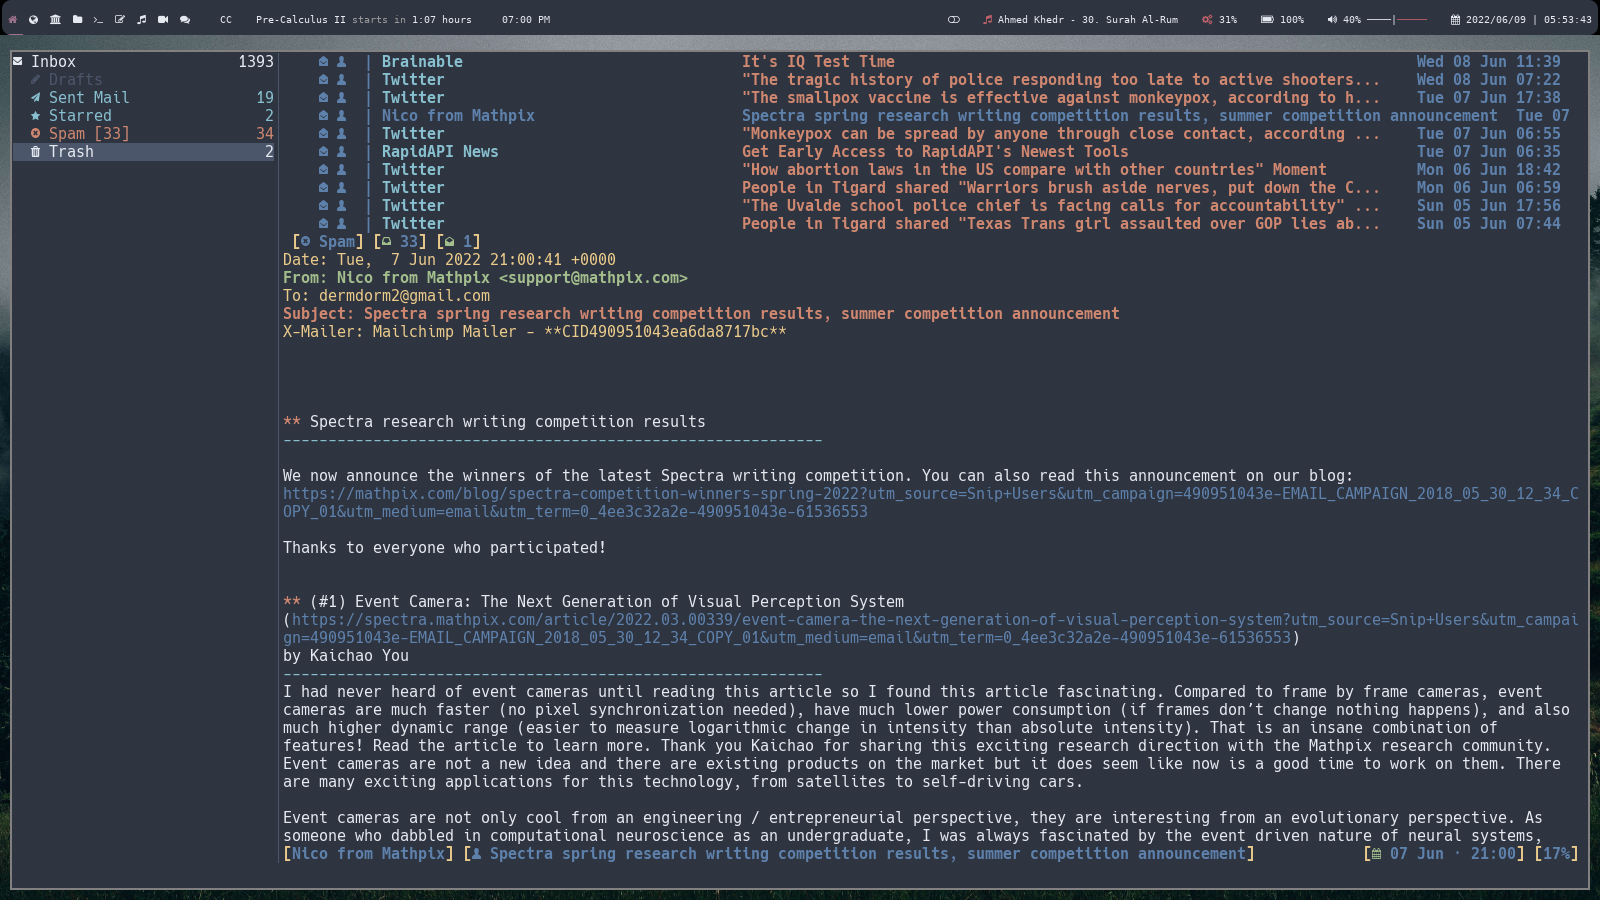 CC Pre-Calculus II starts in 1:07 hours 07:00 PM Ahmed Khedr - 30. Surah Al-Rum 31% 100% 40% 2022/06/09 | 05:53:43
Inbox 1393
Drafts
Sent Mail 19
Starred 2
Spam [33] 34
Trash 2
| Brainable It's IQ Test Time Wed 08 Jun 11:39
| Twitter "The tragic history of police responding too late to active shooters... Wed 08 Jun 07:22
| Twitter "The smallpox vaccine is effective against monkeypox, according to h... Tue 07 Jun 17:38
| Nico from Mathpix Spectra spring research writing competition results, summer competition announcement Tue 07
| Twitter "Monkeypox can be spread by anyone through close contact, according ... Tue 07 Jun 06:55
| RapidAPI News Get Early Access to RapidAPI's Newest Tools Tue 07 Jun 06:35
| Twitter "How abortion laws in the US compare with other countries" Moment Mon 06 Jun 18:42
| Twitter People in Tigard shared "Warriors brush aside nerves, put down the C... Mon 06 Jun 06:59
| Twitter "The Uvalde school police chief is facing calls for accountability" ... Sun 05 Jun 17:56
| Twitter People in Tigard shared "Texas Trans girl assaulted over GOP lies ab... Sun 05 Jun 07:44
[Spam] [33] [1]
Date: Tue,  7 Jun 2022 21:00:41 +0000
From: Nico from Mathpix <support@mathpix.com>
To: dermdorm2@gmail.com
Subject: Spectra spring research writing competition results, summer competition announcement
X-Mailer: Mailchimp Mailer - **CID490951043ea6da8717bc**
** Spectra research writing competition results
------------------------------------------------------------
We now announce the winners of the latest Spectra writing competition. You can also read this announcement on our blog:
https://mathpix.com/blog/spectra-competition-winners-spring-2022?utm_source=Snip+Users&utm_campaign=490951043e-EMAIL_CAMPAIGN_2018_05_30_12_34_C
OPY_01&utm_medium=email&utm_term=0_4ee3c32a2e-490951043e-61536553
Thanks to everyone who participated!
** (#1) Event Camera: The Next Generation of Visual Perception System
(https://spectra.mathpix.com/article/2022.03.00339/event-camera-the-next-generation-of-visual-perception-system?utm_source=Snip+Users&utm_campai
gn=490951043e-EMAIL_CAMPAIGN_2018_05_30_12_34_COPY_01&utm_medium=email&utm_term=0_4ee3c32a2e-490951043e-61536553)
by Kaichao You
------------------------------------------------------------
I had never heard of event cameras until reading this article so I found this article fascinating. Compared to frame by frame cameras, event
cameras are much faster (no pixel synchronization needed), have much lower power consumption (if frames don’t change nothing happens), and also
much higher dynamic range (easier to measure logarithmic change in intensity than absolute intensity). That is an insane combination of
features! Read the article to learn more. Thank you Kaichao for sharing this exciting research direction with the Mathpix research community.
Event cameras are not a new idea and there are existing products on the market but it does seem like now is a good time to work on them. There
are many exciting applications for this technology, from satellites to self-driving cars.
Event cameras are not only cool from an engineering / entrepreneurial perspective, they are interesting from an evolutionary perspective. As
someone who dabbled in computational neuroscience as an undergraduate, I was always fascinated by the event driven nature of neural systems,
[Nico from Mathpix] [Spectra spring research writing competition results, summer competition announcement] [07 Jun · 21:00] [17%]